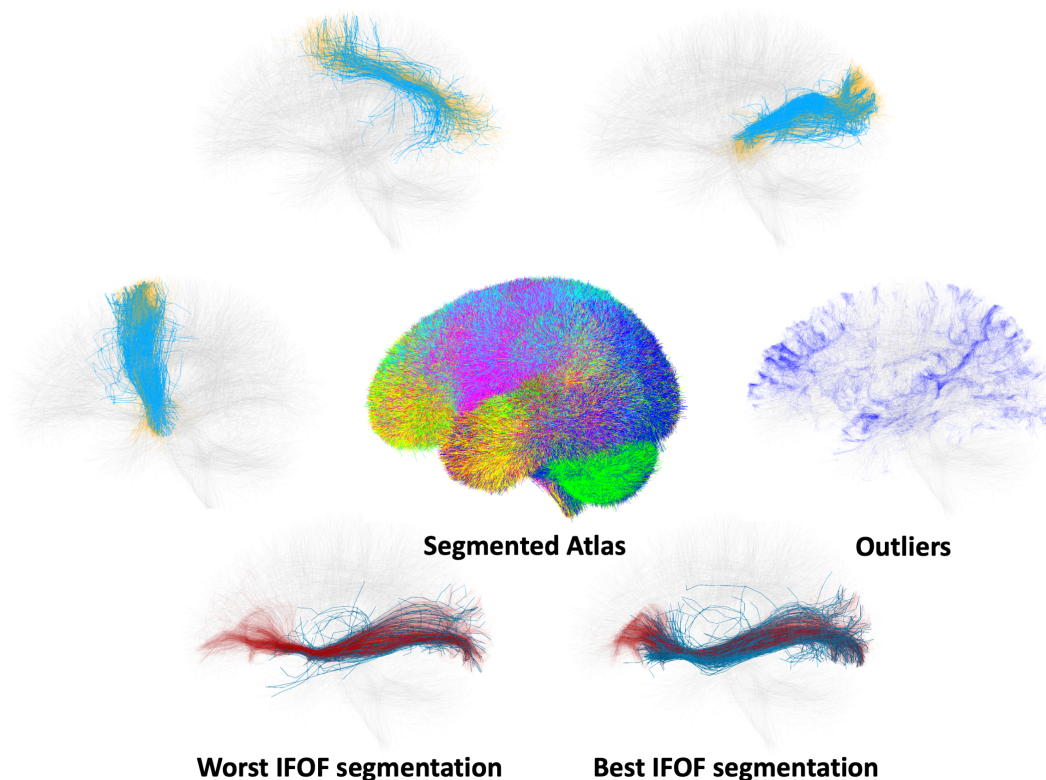 Segmented Atlas
Outliers
Worst IFOF segmentation
Best IFOF segmentation